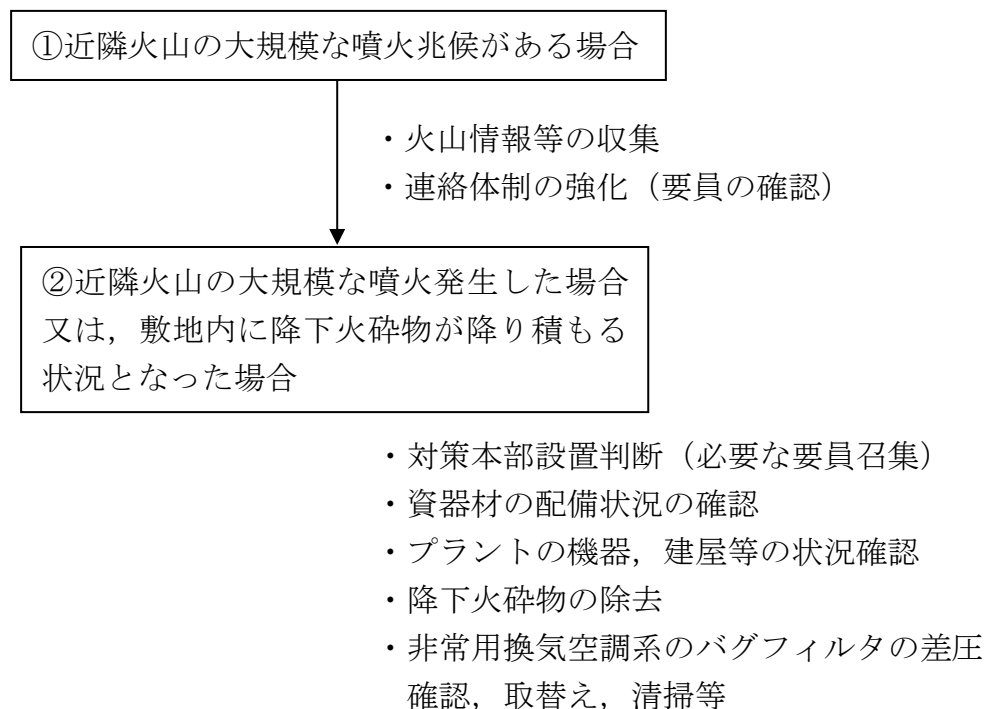 ①近隣火山の大規模な噴火兆候がある場合
・火山情報等の収集
・連絡体制の強化（要員の確認）
②近隣火山の大規模な噴火発生した場合
又は，敷地内に降下火砕物が降り積もる
状況となった場合
・対策本部設置判断（必要な要員召集）
・資器材の配備状況の確認
・プラントの機器，建屋等の状況確認
・降下火砕物の除去
・非常用換気空調系のバグフィルタの差圧
確認，取替え，清掃等